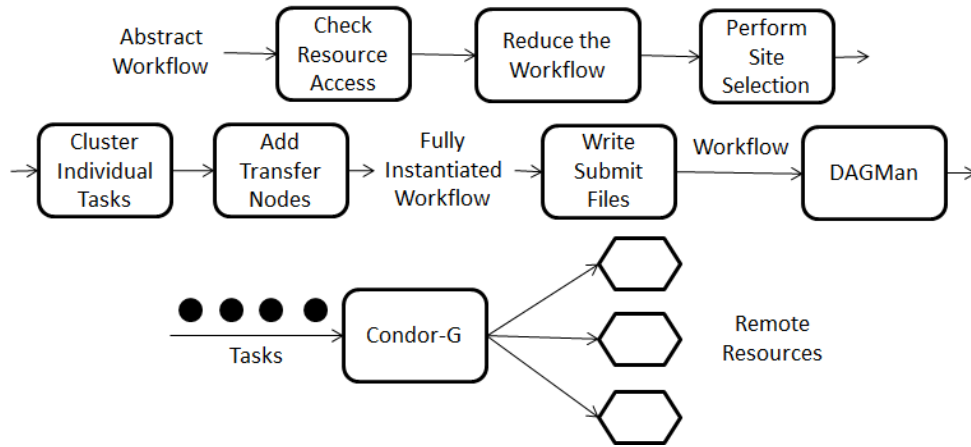 Abstract
Workflow
Check
Resource
Access
Reduce the
Workflow
Perform
Site
Selection
Cluster
Individual
Tasks
Add
Transfer
Nodes
Fully
Instantiated
Workflow
Write
Submit
Files
Workflow
DAGMan
Tasks
Condor-G
Remote
Resources